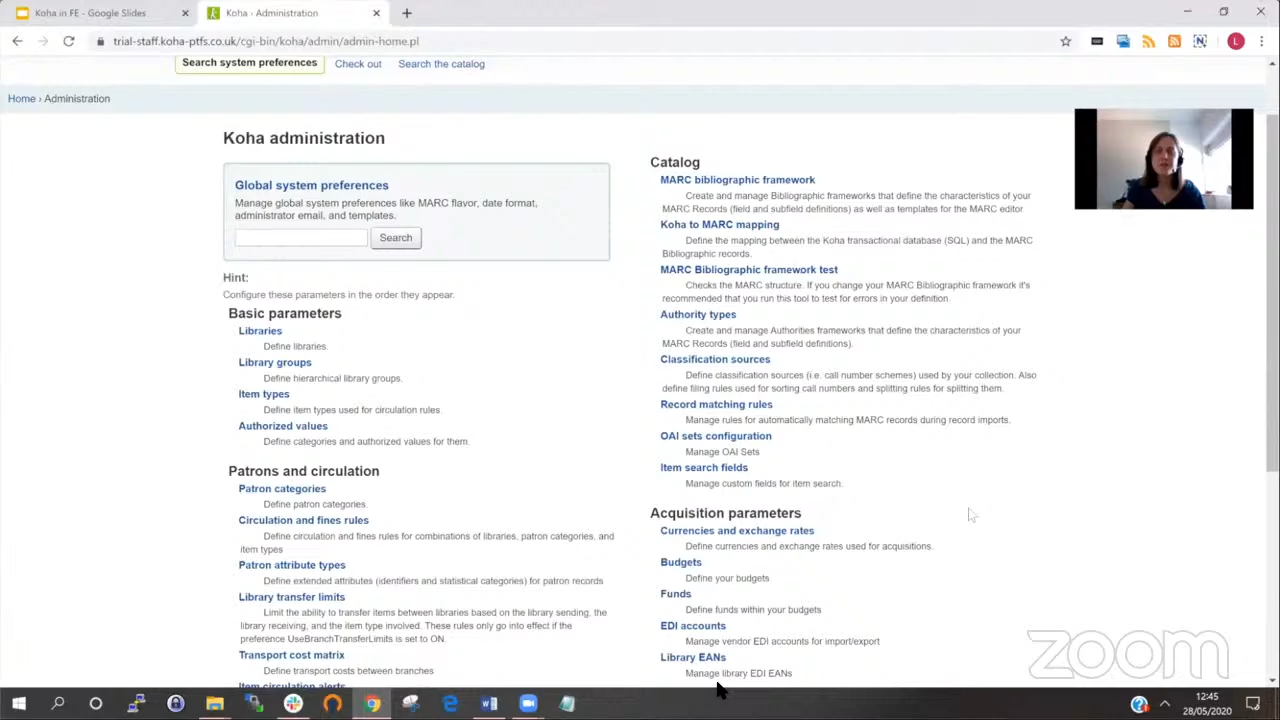 Koha in FE - Google Slides
Koha › Administration
trial-staff.koha-ptfs.co.uk/cgi-bin/koha/admin/admin-home.pl
L
Search system preferences
Check out
Search the catalog
Home › Administration
Koha administration
Global system preferences
Manage global system preferences like MARC flavor, date format,
administrator email, and templates.
Search
Hint:
Configure these parameters in the order they appear.
Basic parameters
Libraries
Define libraries.
Library groups
Define hierarchical library groups.
Item types
Define item types used for circulation rules.
Authorized values
Define categories and authorized values for them.
Patrons and circulation
Patron categories
Define patron categories.
Circulation and fines rules
Define circulation and fines rules for combinations of libraries, patron categories, and
item types
Patron attribute types
Define extended attributes (identifiers and statistical categories) for patron records
Library transfer limits
Limit the ability to transfer items between libraries based on the library sending, the
library receiving, and the item type involved. These rules only go into effect if the
preference UseBranchTransferLimits is set to ON.
Transport cost matrix
Define transport costs between branches
Item circulation alerts
Catalog
MARC bibliographic framework
Create and manage Bibliographic frameworks that define the characteristics of your
MARC Records (field and subfield definitions) as well as templates for the MARC editor
Koha to MARC mapping
Define the mapping between the Koha transactional database (SQL) and the MARC
Bibliographic records.
MARC Bibliographic framework test
Checks the MARC structure. If you change your MARC Bibliographic framework it's
recommended that you run this tool to test for errors in your definition.
Authority types
Create and manage Authorities frameworks that define the characteristics of your
MARC Records (field and subfield definitions).
Classification sources
Define classification sources (i.e. call number schemes) used by your collection. Also
define filing rules used for sorting call numbers and splitting rules for splitting them.
Record matching rules
Manage rules for automatically matching MARC records during record imports.
OAI sets configuration
Manage OAI Sets
Item search fields
Manage custom fields for item search.
Acquisition parameters
Currencies and exchange rates
Define currencies and exchange rates used for acquisitions.
Budgets
Define your budgets
Funds
Define funds within your budgets
EDI accounts
Manage vendor EDI accounts for import/export
Library EANs
Manage library EDI EANs
zoom
12:45
28/05/2020